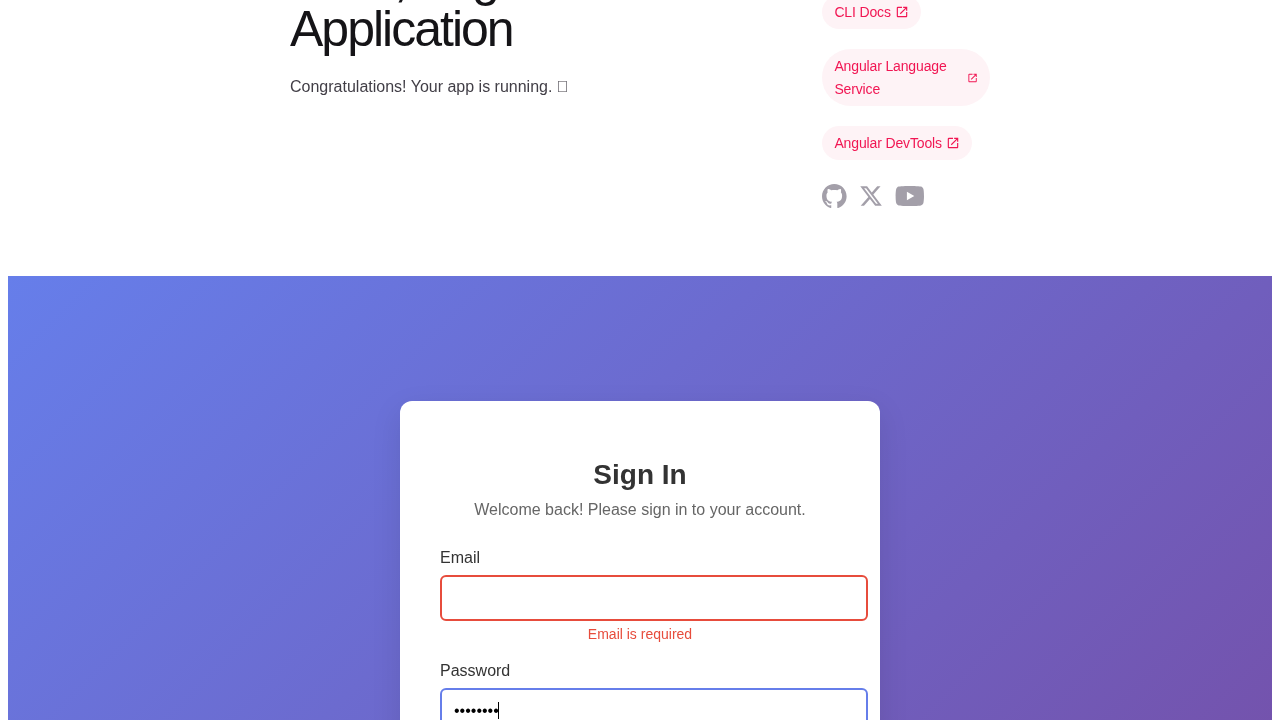 Application
Congratulations! Your app is running.
CLI Docs
Angular Language
Service
Angular DevTools
Sign In
Welcome back! Please sign in to your account.
Email
Email is required
Password
••••••••